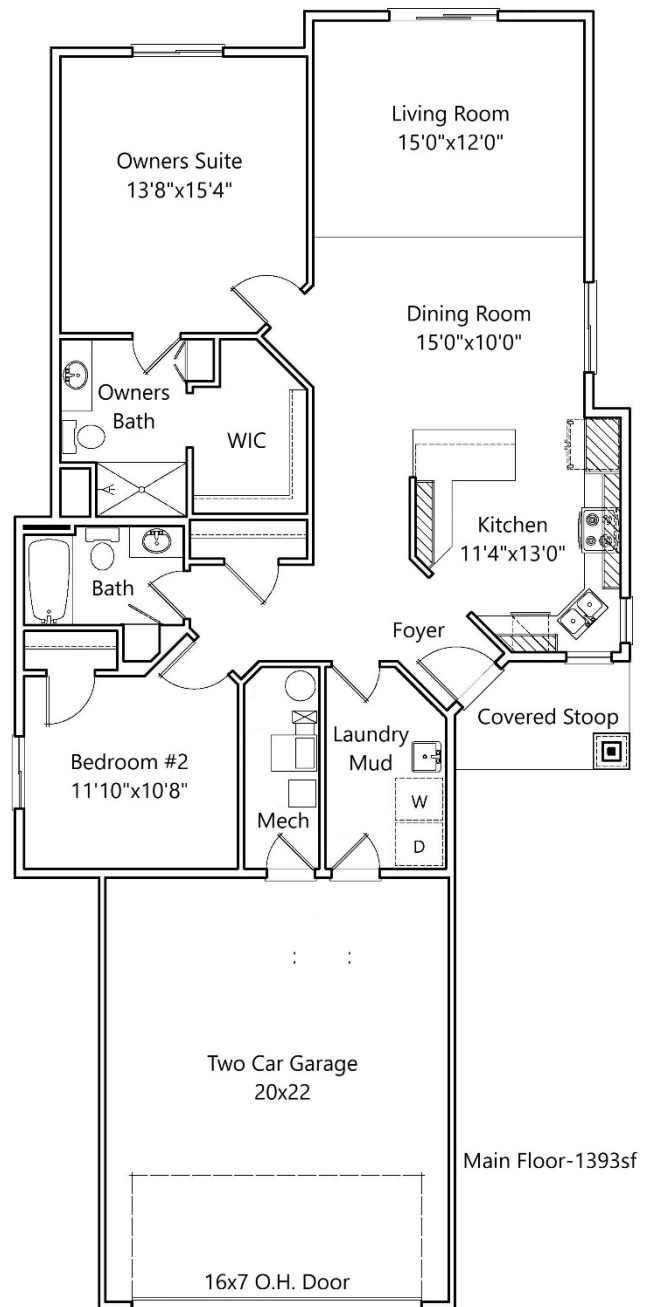 Living Room
15'0"x12'0"
Owners Suite
13'8"x15'4"
Dining Room
15'0"x10'0"
Owners
Bath
WIC
Kitchen
11'4"x13'0"
Bath
Foyer
Covered Stoop
Laundry
Mud
Bedroom #2
11'10"x10'8"
W
Mech
D
Two Car Garage
20x22
Main Floor-1393sf
16x7 O.H. Door